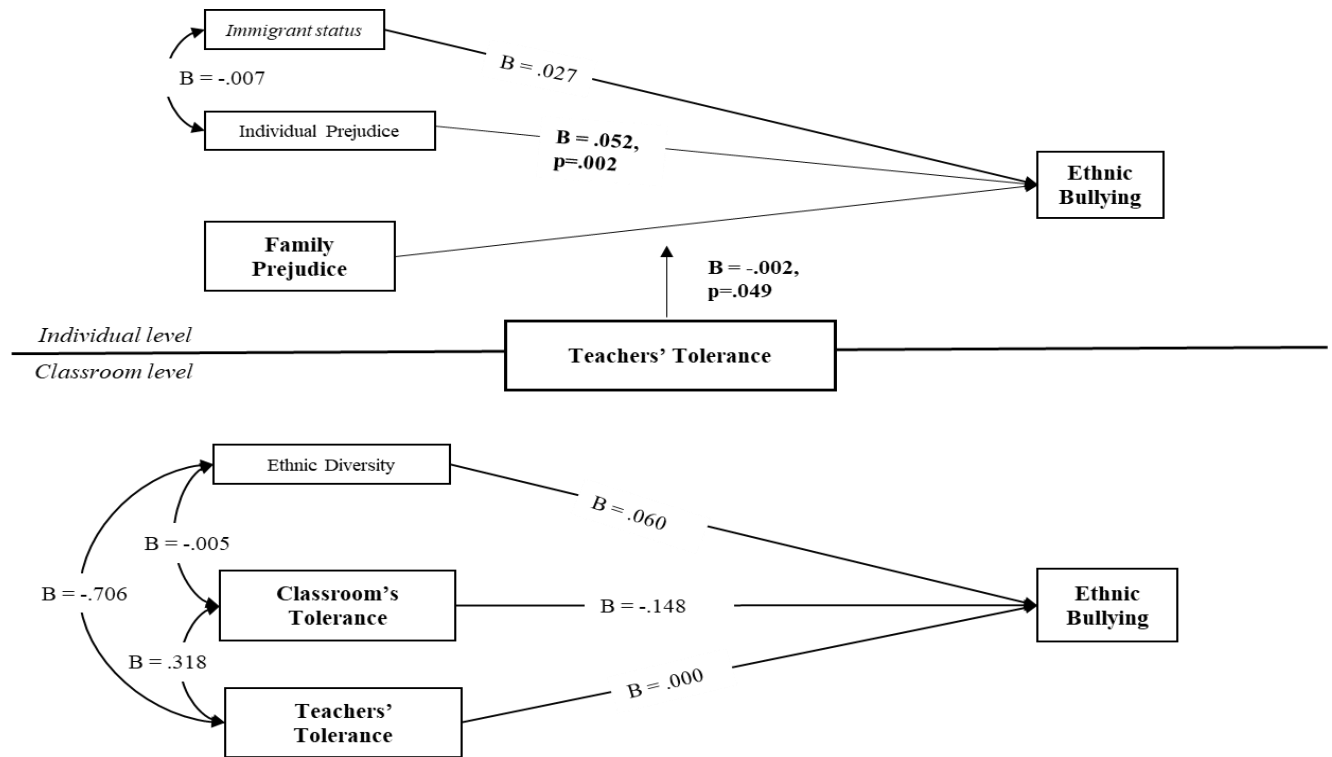 Immigrant status
B = .027
B = -.007
Individual Prejudice
B = .052,
p=.002
Ethnic
Bullying
Family
Prejudice
B = -.002,
p=.049
Individual level
Teachers’ Tolerance
Classroom level
Ethnic Diversity
B = .060
B = -.005
B = -.706
Classroom’s
Tolerance
B = -.148
Ethnic
Bullying
B = .318
B = .000
Teachers’
Tolerance